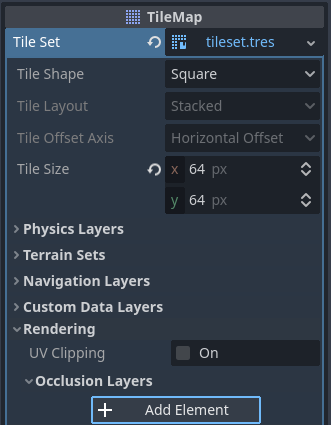 TileMap
Tile Set tileset.tres
Tile Shape Square
Tile Layout Stacked
Tile Offset Axis Horizontal Offset
Tile Size x 64 px
y 64 px
Physics Layers
Terrain Sets
Navigation Layers
Custom Data Layers
Rendering
UV Clipping On
Occlusion Layers
+ Add Element